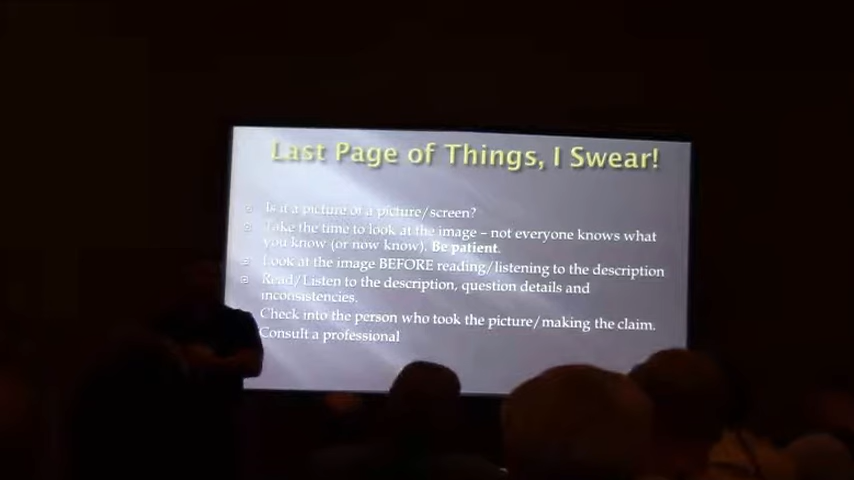 Last Page of Things, I Swear!
Is it a picture of a picture/screen?
Take the time to look at the image – not everyone knows what
you know (or now know). Be patient.
Look at the image BEFORE reading/listening to the description
Read/Listen to the description, question details and
inconsistencies.
Check into the person who took the picture/making the claim.
Consult a professional